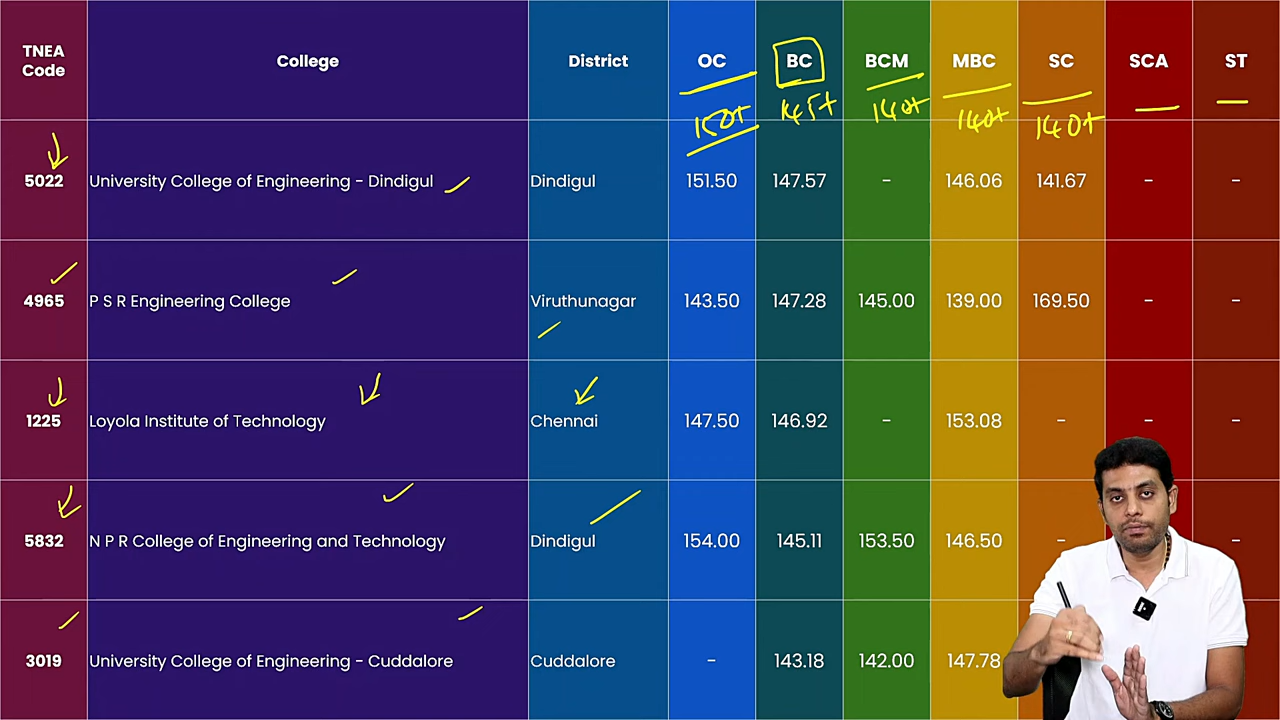 TNEA Code College District OC BC BCM MBC SC SCA ST
150+ 145+ 140+ 140+ 140+
5022 University College of Engineering - Dindigul Dindigul 151.50 147.57 - 146.06 141.67 - -
4965 P S R Engineering College Viruthunagar 143.50 147.28 145.00 139.00 169.50 - -
1225 Loyola Institute of Technology Chennai 147.50 146.92 - 153.08 - - -
5832 N P R College of Engineering and Technology Dindigul 154.00 145.11 153.50 146.50 - -
3019 University College of Engineering - Cuddalore Cuddalore - 143.18 142.00 147.78